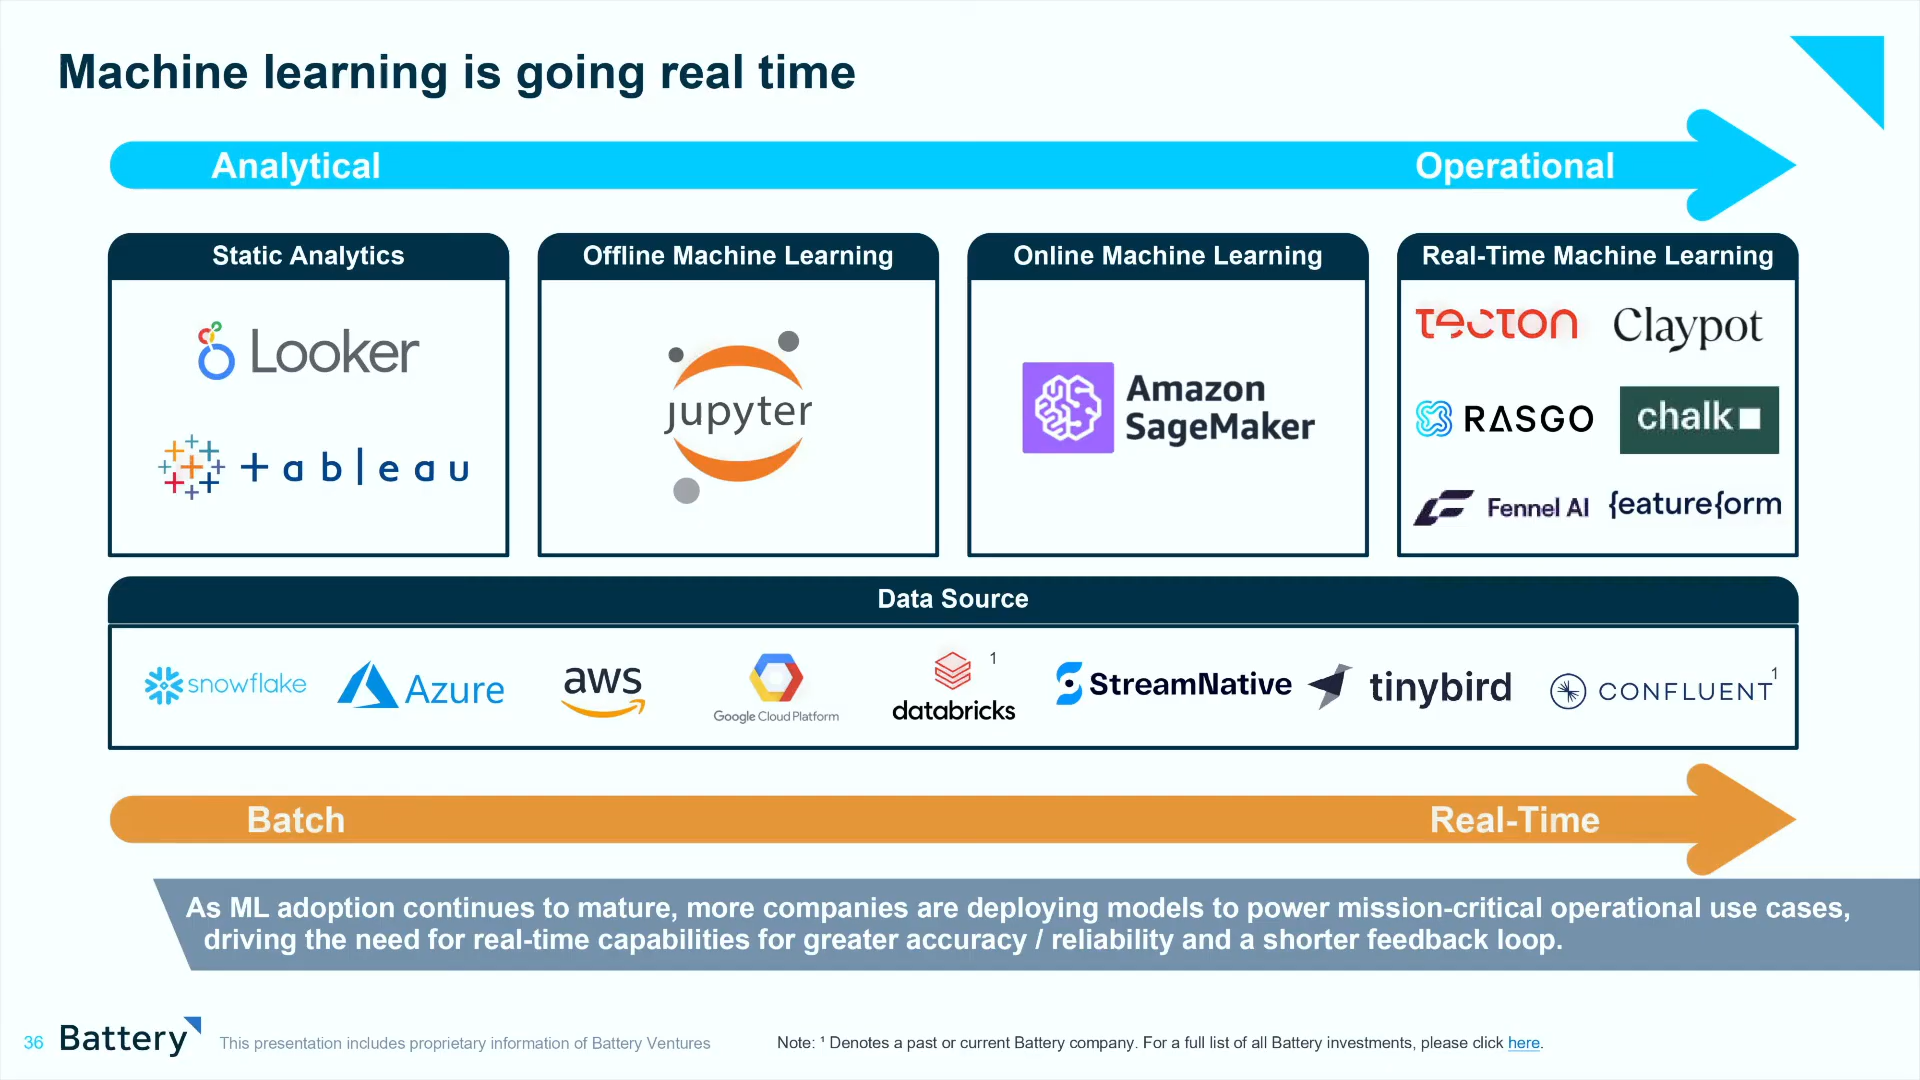 Machine learning is going real time
Analytical
Operational
Static Analytics
Offline Machine Learning
Online Machine Learning
Real-Time Machine Learning
Looker
+ableau
jupyter
Amazon
SageMaker
TECTON
Claypot
RASGO
chalk
Fennel AI
{eature{orm
Data Source
snowflake
Azure
aws
Google Cloud Platform
databricks
1
StreamNative
tinybird
CONFLUENT
1
Batch
Real-Time
As ML adoption continues to mature, more companies are deploying models to power mission-critical operational use cases,
driving the need for real-time capabilities for greater accuracy / reliability and a shorter feedback loop.
36
Battery
This presentation includes proprietary information of Battery Ventures
Note: ¹ Denotes a past or current Battery company. For a full list of all Battery investments, please click here.